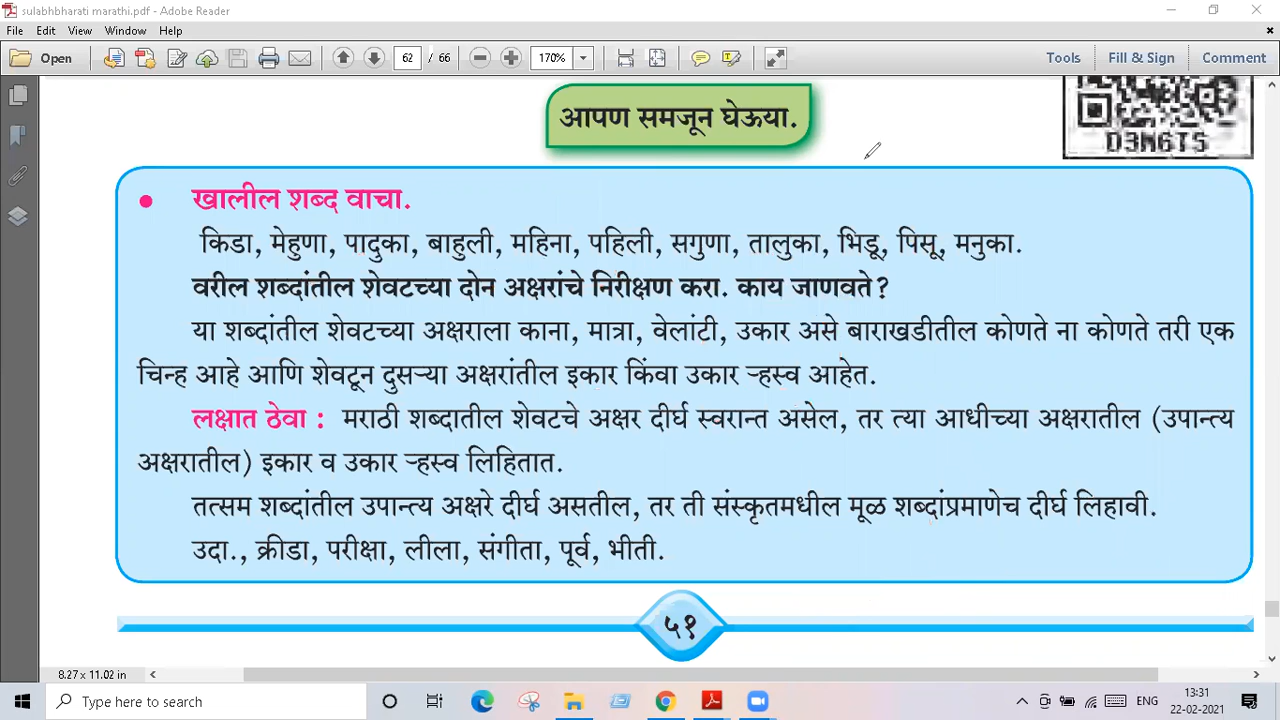 sulabhbharati marathi.pdf - Adobe Reader
File Edit View Window Help
Open 62 / 66 170% Tools Fill & Sign Comment
आपण समजून घेऊया.
D3M6T5
खालील शब्द वाचा.
किडा, मेहुणा, पादुका, बाहुली, महिना, पहिली, सगुणा, तालुका, भिडू, पिसू, मनुका.
वरील शब्दांतील शेवटच्या दोन अक्षरांचे निरीक्षण करा. काय जाणवते?
या शब्दांतील शेवटच्या अक्षराला काना, मात्रा, वेलांटी, उकार असे बाराखडीतील कोणते ना कोणते तरी एक
चिन्ह आहे आणि शेवटून दुसऱ्या अक्षरांतील इकार किंवा उकार ऱ्हस्व आहेत.
लक्षात ठेवा : मराठी शब्दातील शेवटचे अक्षर दीर्घ स्वरान्त असेल, तर त्या आधीच्या अक्षरातील (उपान्त्य
अक्षरातील) इकार व उकार ऱ्हस्व लिहितात.
तत्सम शब्दांतील उपान्त्य अक्षरे दीर्घ असतील, तर ती संस्कृतमधील मूळ शब्दांप्रमाणेच दीर्घ लिहावी.
उदा., क्रीडा, परीक्षा, लीला, संगीता, पूर्व, भीती.
५१
8.27 x 11.02 in
Type here to search
ENG
13:31
22-02-2021